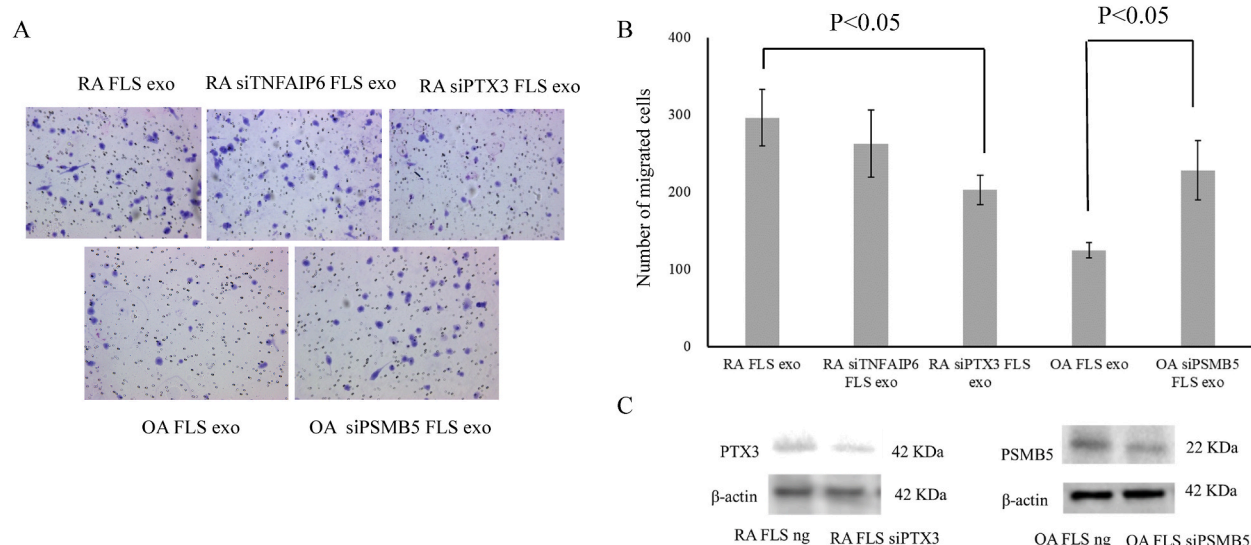 A
RA FLS exo
RA siTNFAIP6 FLS exo
RA siPTX3 FLS exo
OA FLS exo
OA siPSMB5 FLS exo
B
P<0.05
P<0.05
Number of migrated cells
400
300
200
100
0
RA FLS exo
RA siTNFAIP6
FLS exo
RA siPTX3 FLS
exo
OA FLS exo
OA siPSMB5
FLS exo
C
PTX3
42 KDa
β-actin
42 KDa
RA FLS ng
RA FLS siPTX3
PSMB5
22 KDa
β-actin
42 KDa
OA FLS ng
OA FLS siPSMB5